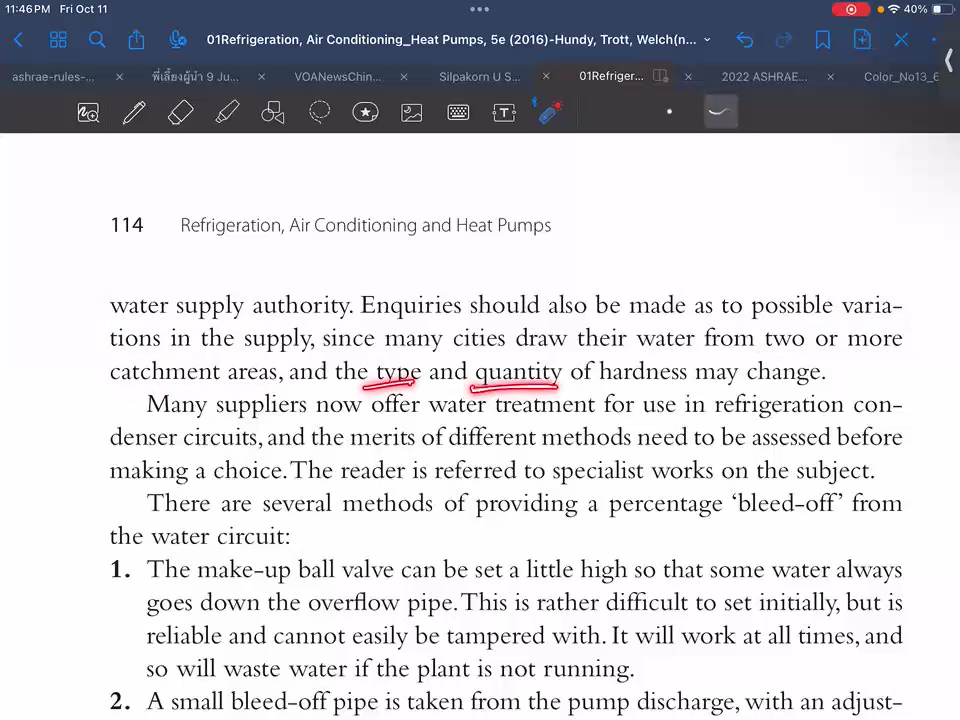 11:46 PM Fri Oct 11
40%
01Refrigeration, Air Conditioning_Heat Pumps, 5e (2016)-Hundy, Trott, Welch(n...
ashrae-rules-...
พี่เลี้ยงผู้นำ 9 Ju...
VOANewsChin...
Silpakorn U S...
01Refriger...
2022 ASHRAE...
Color_No13_6
114 Refrigeration, Air Conditioning and Heat Pumps
water supply authority. Enquiries should also be made as to possible varia-
tions in the supply, since many cities draw their water from two or more
catchment areas, and the type and quantity of hardness may change.
Many suppliers now offer water treatment for use in refrigeration con-
denser circuits, and the merits of different methods need to be assessed before
making a choice. The reader is referred to specialist works on the subject.
There are several methods of providing a percentage ‘bleed-off’ from
the water circuit:
1. The make-up ball valve can be set a little high so that some water always
goes down the overflow pipe. This is rather difficult to set initially, but is
reliable and cannot easily be tampered with. It will work at all times, and
so will waste water if the plant is not running.
2. A small bleed-off pipe is taken from the pump discharge, with an adjust-